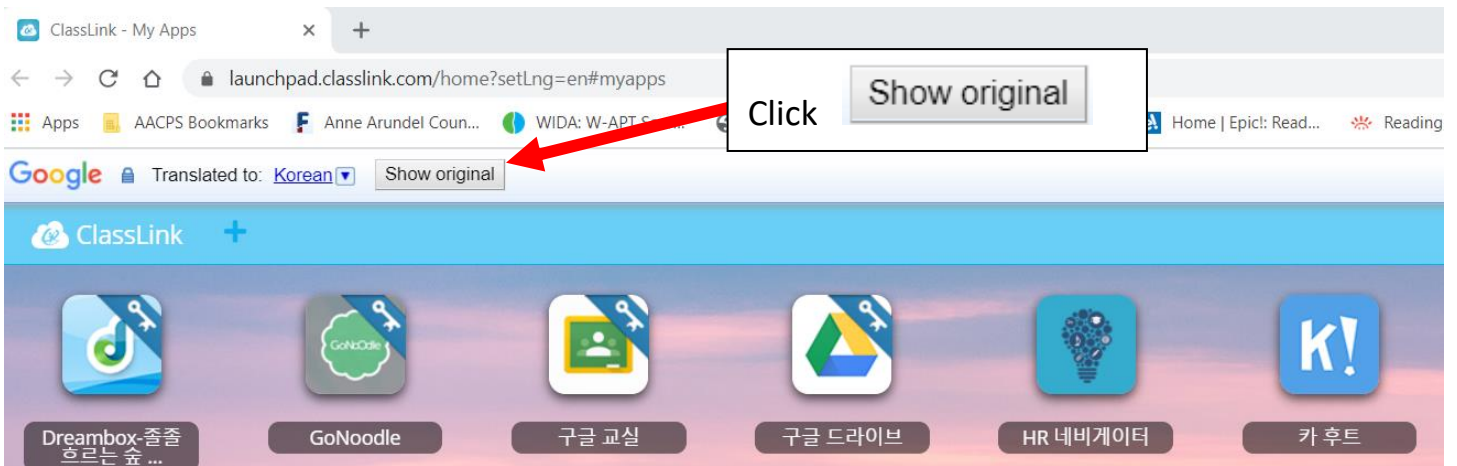 ClassLink - My Apps
launchpad.classlink.com/home?setLng=en#myapps
Click Show original
Apps AACPS Bookmarks Anne Arundel Coun... WIDA: W-APT Home | Epic!: Read... Reading
Google Translated to: Korean Show original
ClassLink
GoNoodle K!
Dreambox-졸졸
흐르는 숲 ...
GoNoodle
구글 교실
구글 드라이브
HR 네비게이터
카 후트